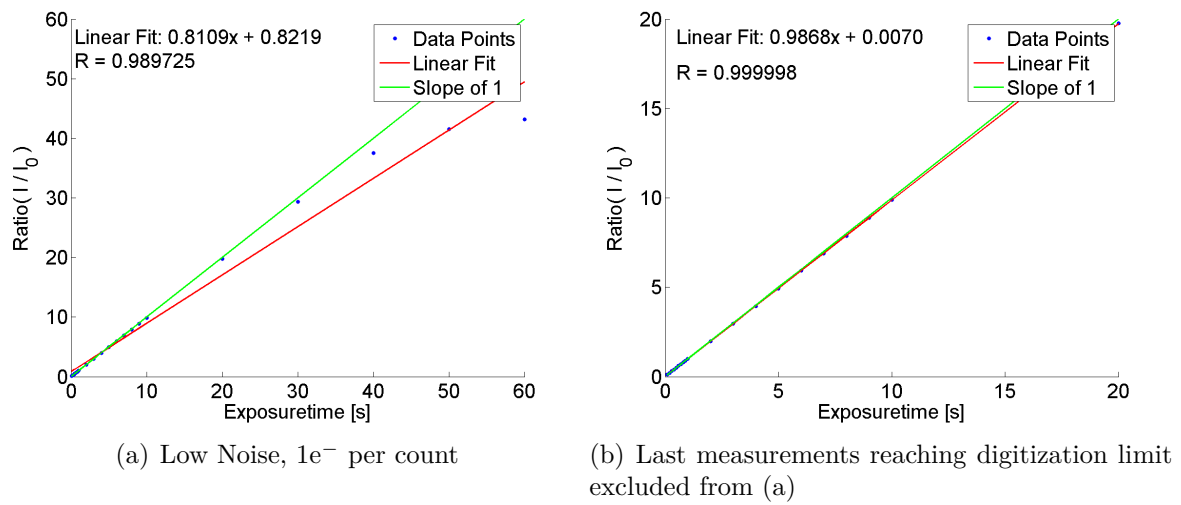 60
50
40
30
20
10
0
Ratio( I / I0 )
Linear Fit: 0.8109x + 0.8219
R = 0.989725
Data Points
Linear Fit
Slope of 1
0 10 20 30 40 50 60
Exposuretime [s]
(a) Low Noise, 1e− per count
20
15
10
5
0
Ratio( I / I0 )
Linear Fit: 0.9868x + 0.0070
R = 0.999998
Data Points
Linear Fit
Slope of 1
0 5 10 15 20
Exposuretime [s]
(b) Last measurements reaching digitization limit
excluded from (a)